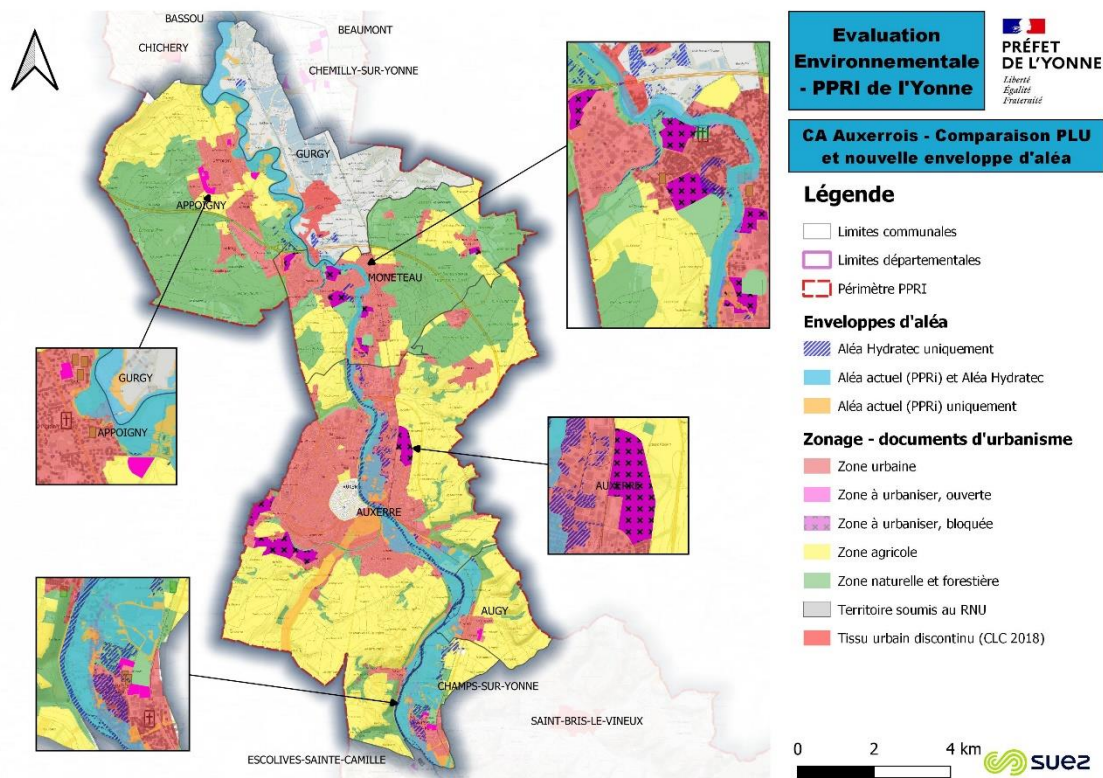 BASSOU
CHICHERY
BEAUMONT
CHEMILLY-SUR-YONNE
GURGY
APPOIGNY
MONETEAU
GURGY
APPOIGNY
AUXERRE
AUXERRE
AUGY
CHAMPS-SUR-YONNE
SAINT-BRIS-LE-VINEUX
ESCOLIVES-SAINTE-CAMILLE
Evaluation
Environnementale
- PPRI de l'Yonne
PRÉFET
DE L'YONNE
Liberté
Égalité
Fraternité
CA Auxerrois - Comparaison PLU
et nouvelle enveloppe d'aléa
Légende
Limites communales
Limites départementales
Périmètre PPRI
Enveloppes d'aléa
Aléa Hydratec uniquement
Aléa actuel (PPRi) et Aléa Hydratec
Aléa actuel (PPRi) uniquement
Zonage - documents d'urbanisme
Zone urbaine
Zone à urbaniser, ouverte
Zone à urbaniser, bloquée
Zone agricole
Zone naturelle et forestière
Territoire soumis au RNU
Tissu urbain discontinu (CLC 2018)
0 2 4 km
suez